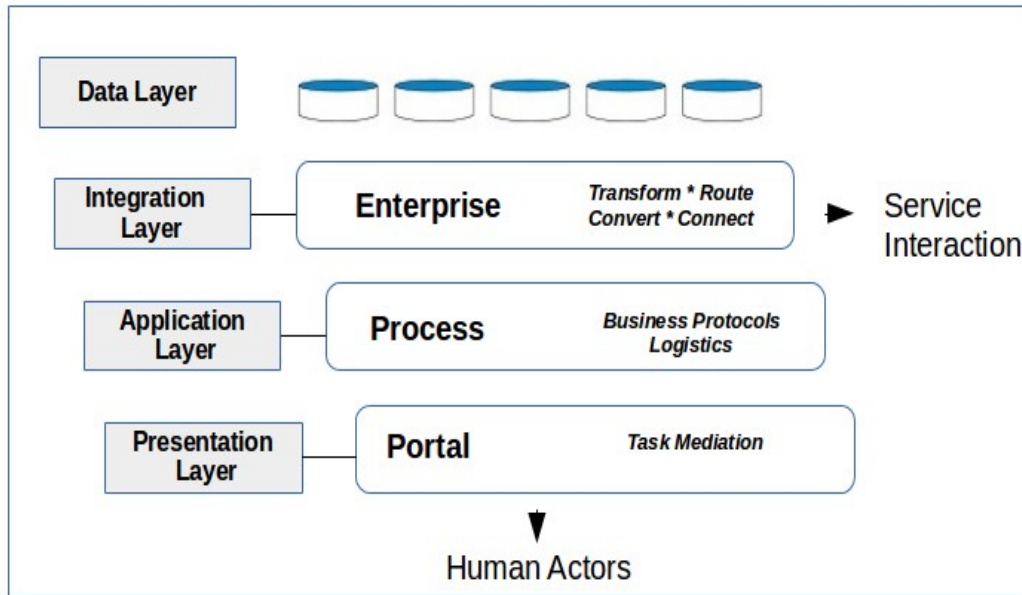 Data Layer
Integration
Layer
Enterprise
Transform * Route
Convert * Connect
Service
Interaction
Application
Layer
Process
Business Protocols
Logistics
Presentation
Layer
Portal
Task Mediation
Human Actors